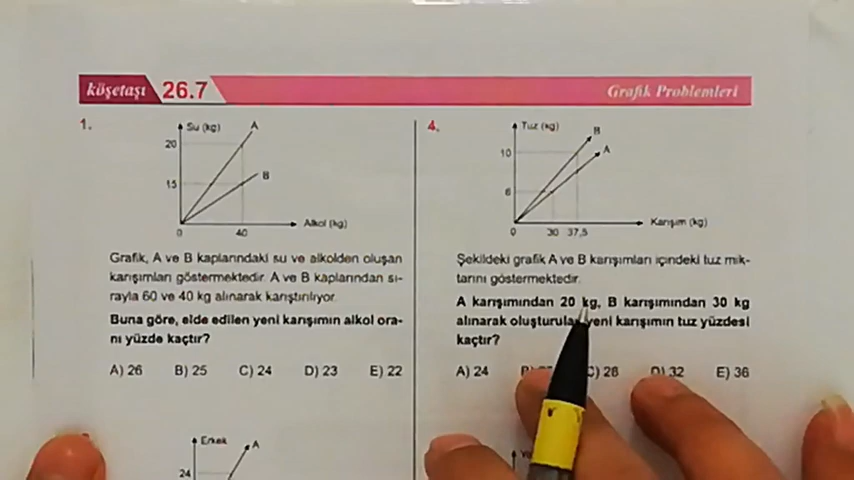 köşetaşı 26.7 Grafik Problemleri
1.
Su (kg)
A
20
B
15
Alkol (kg)
0 40
Grafik, A ve B kaplarındaki su ve alkolden oluşan
karışımları göstermektedir. A ve B kaplarından sı-
rayla 60 ve 40 kg alınarak karıştırılıyor.
Buna göre, elde edilen yeni karışımın alkol ora-
nı yüzde kaçtır?
A) 26 B) 25 C) 24 D) 23 E) 22
Erkek
A
24
4.
Tuz (kg)
B
A
10
6
Karışım (kg)
0 30 37,5
Şekildeki grafik A ve B karışımları içindeki tuz mik-
tarını göstermektedir.
A karışımından 20 kg, B karışımından 30 kg
alınarak oluşturulan yeni karışımın tuz yüzdesi
kaçtır?
A) 24 C) 28 D) 32 E) 36